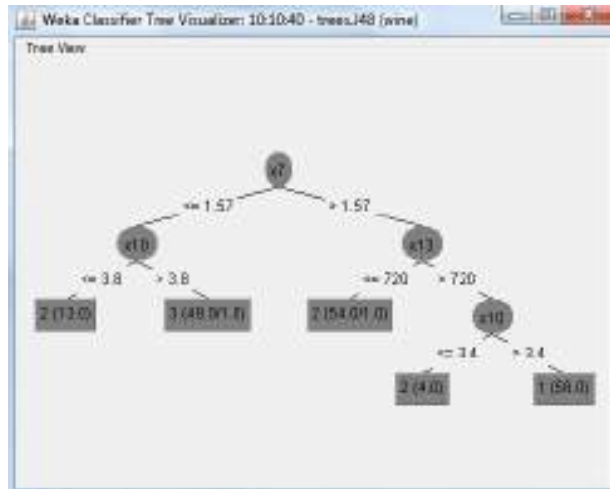 Weka Classifier Tree Visualizer: 10:10:40 - trees.J48 (wine)
Tree View
x7
<= 1.57 > 1.57
x10 x13
<= 3.8 > 3.8 <= 720 > 720
2 (13.0) 3 (49.0/1.0) 2 (54.0/1.0) x10
<= 3.4 > 3.4
2 (4.0) 1 (58.0)